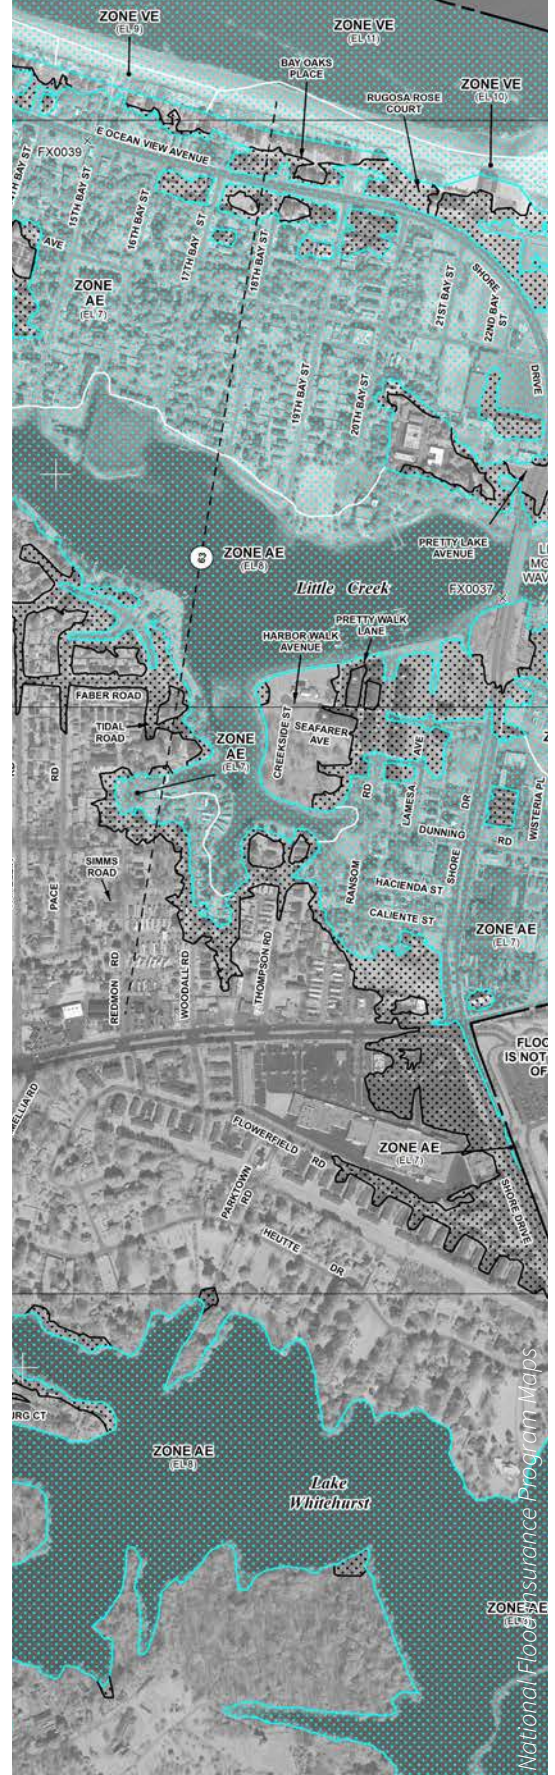 ZONE VE
(EL 9)
ZONE VE
(EL 11)
BAY OAKS
PLACE
ZONE VE
(EL 10)
RUGOSA ROSE
COURT
E OCEAN VIEW AVENUE
FX0039
15TH BAY ST
16TH BAY ST
17TH BAY ST
18TH BAY ST
AVE
ZONE
AE
(EL 7)
SHORE
DRIVE
21ST BAY ST
22ND BAY
ST
19TH BAY ST
20TH BAY ST
PRETTY LAKE
AVENUE
63
ZONE AE
(EL 8)
Little Creek
FX0037
PRETTY WALK
LANE
HARBOR WALK
AVENUE
FABER ROAD
TIDAL
ROAD
CREEKSIDE ST
SEAFARER
AVE
ZONE
AE
(EL 7)
LAMESA
AVE
RD
RANSOM
DUNNING
RD
SHORE
DR
WISTERIA PL
PACE
RD
SIMMS
ROAD
HACIENDA ST
CALIENTE ST
ZONE AE
(EL 7)
REDMON RD
WOODALL RD
THOMPSON RD
FLOO
IS NOT
OF
FLOWERFIELD RD
ZONE AE
(EL 7)
SHORE DRIVE
PARKTOWN
RD
HEUTTE DR
URG CT
ZONE AE
(EL 8)
Lake
Whitehurst
ZONE AE
National Flood Insurance Program Maps